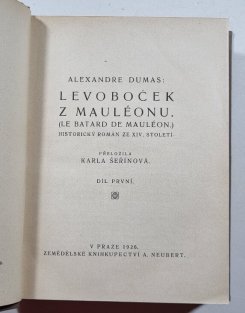 ALEXANDRE DUMAS:
LEVOBOČEK
Z MAULÉONU.
(LE BATARD DE MAULÉON.)
HISTORICKÝ ROMÁN ZE XIV. STOLETÍ.
PŘELOŽILA
KARLA ŠEŘINOVÁ.
DÍL PRVNÍ.
V PRAZE 1926.
ZEMĚDĚLSKÉ KNIHKUPECTVÍ A. NEUBERT.